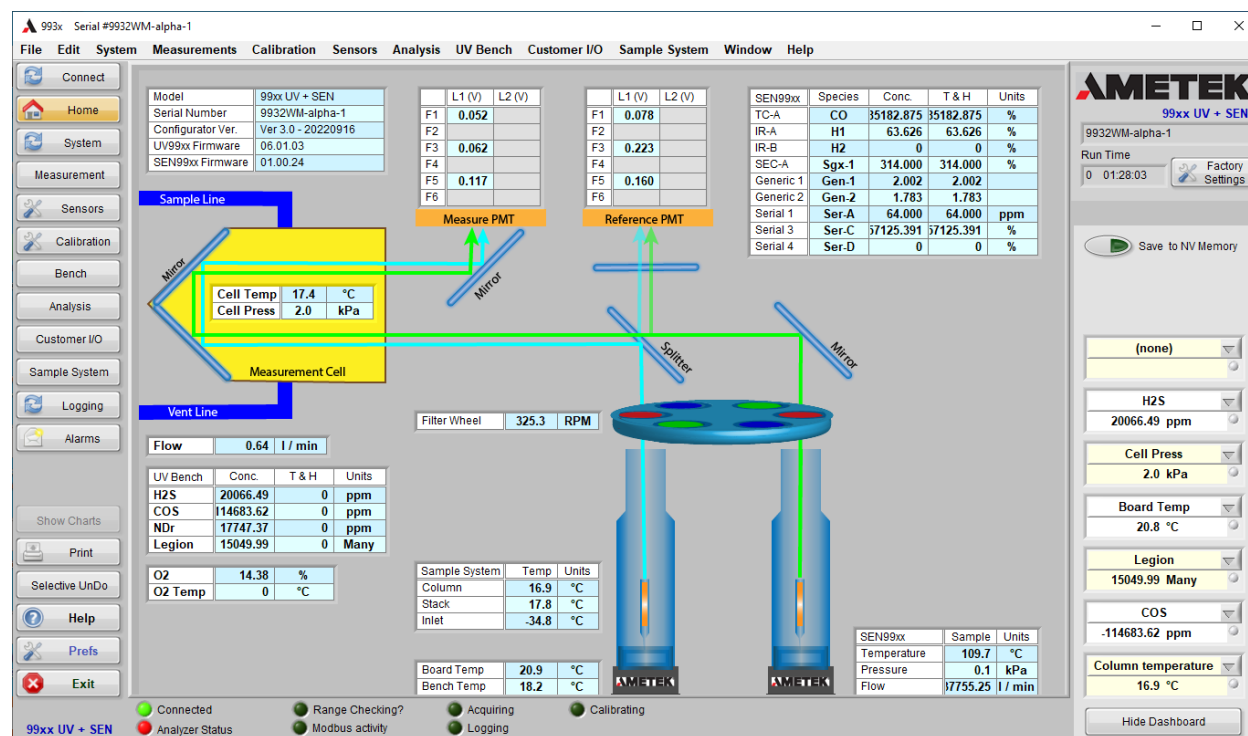 993x Serial #9932WM-alpha-1
File Edit System Measurements Calibration Sensors Analysis UV Bench Customer I/O Sample System Window Help
Connect
Home
System
Measurement
Sensors
Calibration
Bench
Analysis
Customer I/O
Sample System
Logging
Alarms
Show Charts
Print
Selective UnDo
Help
Prefs
Exit
99xx UV + SEN
Model 99xx UV + SEN
Serial Number 9932WM-alpha-1
Configurator Ver. Ver 3.0 - 20220916
UV99xx Firmware 06.01.03
SEN99xx Firmware 01.00.24
L1 (V) L2 (V)
F1 0.052
F2
F3 0.062
F4
F5 0.117
F6
Measure PMT
L1 (V) L2 (V)
F1 0.078
F2
F3 0.223
F4
F5 0.160
F6
Reference PMT
SEN99xx Species Conc. T & H Units
TC-A CO 35182.875 35182.875 %
IR-A H1 63.626 63.626 %
IR-B H2 0 0 %
SEC-A Sgx-1 314.000 314.000 %
Generic 1 Gen-1 2.002 2.002
Generic 2 Gen-2 1.783 1.783
Serial 1 Ser-A 64.000 64.000 ppm
Serial 3 Ser-C 57125.391 57125.391 %
Serial 4 Ser-D 0 0 %
Sample Line
Mirror
Cell Temp 17.4 °C
Cell Press 2.0 kPa
Measurement Cell
Vent Line
Mirror
Splitter
Mirror
Filter Wheel 325.3 RPM
Flow 0.64 l / min
UV Bench Conc. T & H Units
H2S 20066.49 0 ppm
COS 114683.62 0 ppm
NDr 17747.37 0 ppm
Legion 15049.99 0 Many
O2 14.38 %
O2 Temp 0 °C
Sample System Temp Units
Column 16.9 °C
Stack 17.8 °C
Inlet -34.8 °C
Board Temp 20.9 °C
Bench Temp 18.2 °C
AMETEK
AMETEK
SEN99xx Sample Units
Temperature 109.7 °C
Pressure 0.1 kPa
Flow 37755.25 l / min
Connected
Range Checking?
Acquiring
Calibrating
Analyzer Status
Modbus activity
Logging
AMETEK
99xx UV + SEN
9932WM-alpha-1
Run Time
0 01:28:03
Factory
Settings
Save to NV Memory
(none)
H2S
20066.49 ppm
Cell Press
2.0 kPa
Board Temp
20.8 °C
Legion
15049.99 Many
COS
-114683.62 ppm
Column temperature
16.9 °C
Hide Dashboard